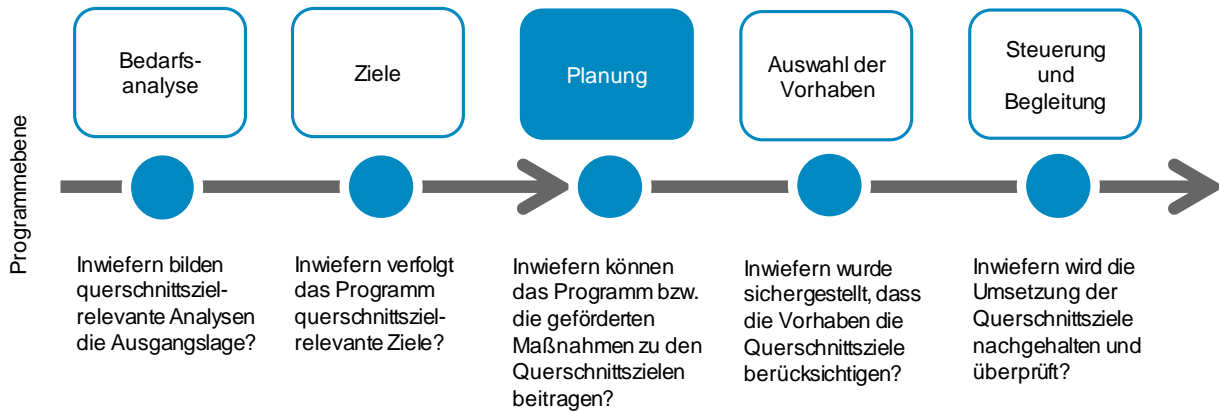 Bedarfs-
analyse
Ziele
Planung
Auswahl der
Vorhaben
Steuerung
und
Begleitung
Programmebene
Inwiefern bilden
querschnittsziel-
relevante Analysen
die Ausgangslage?
Inwiefern verfolgt
das Programm
querschnittsziel-
relevante Ziele?
Inwiefern können
das Programm bzw.
die geförderten
Maßnahmen zu den
Querschnittszielen
beitragen?
Inwiefern wurde
sichergestellt, dass
die Vorhaben die
Querschnittsziele
berücksichtigen?
Inwiefern wird die
Umsetzung der
Querschnittsziele
nachgehalten und
überprüft?